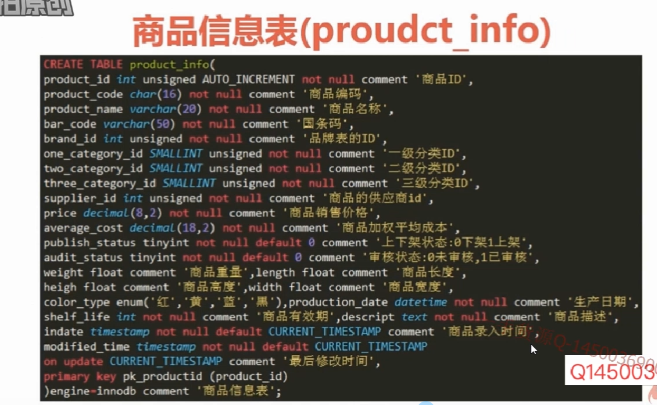 商品信息表(proudct_info)
CREATE TABLE product_info(
product_id int unsigned AUTO_INCREMENT not null comment '商品ID',
product_code char(16) not null comment '商品编码',
product_name varchar(20) not null comment '商品名称',
bar_code varchar(50) not null comment '国条码',
brand_id int unsigned not null comment '品牌表的ID',
one_category_id SMALLINT unsigned not null comment '一级分类ID',
two_category_id SMALLINT unsigned not null comment '二级分类ID',
three_category_id SMALLINT unsigned not null comment '三级分类ID',
supplier_id int unsigned not null comment '商品的供应商id',
price decimal(8,2) not null comment '商品销售价格',
average_cost decimal(18,2) not null comment '商品加权平均成本',
publish_status tinyint not null default 0 comment '上下架状态:0下架1上架',
audit_status tinyint not null default 0 comment '审核状态:0未审核,1已审核',
weight float comment '商品重量',length float comment '商品长度',
heigh float comment '商品高度',width float comment '商品宽度',
color_type enum('红','黄','蓝','黑'),production_date datetime not null comment '生产日期',
shelf_life int not null comment '商品有效期',descript text not null comment '商品描述',
indate timestamp not null default CURRENT_TIMESTAMP comment '商品录入时间',
modified_time timestamp not null default CURRENT_TIMESTAMP
on update CURRENT_TIMESTAMP comment '最后修改时间',
primary key pk_productid (product_id)
)engine=innodb comment '商品信息表';
Q145003